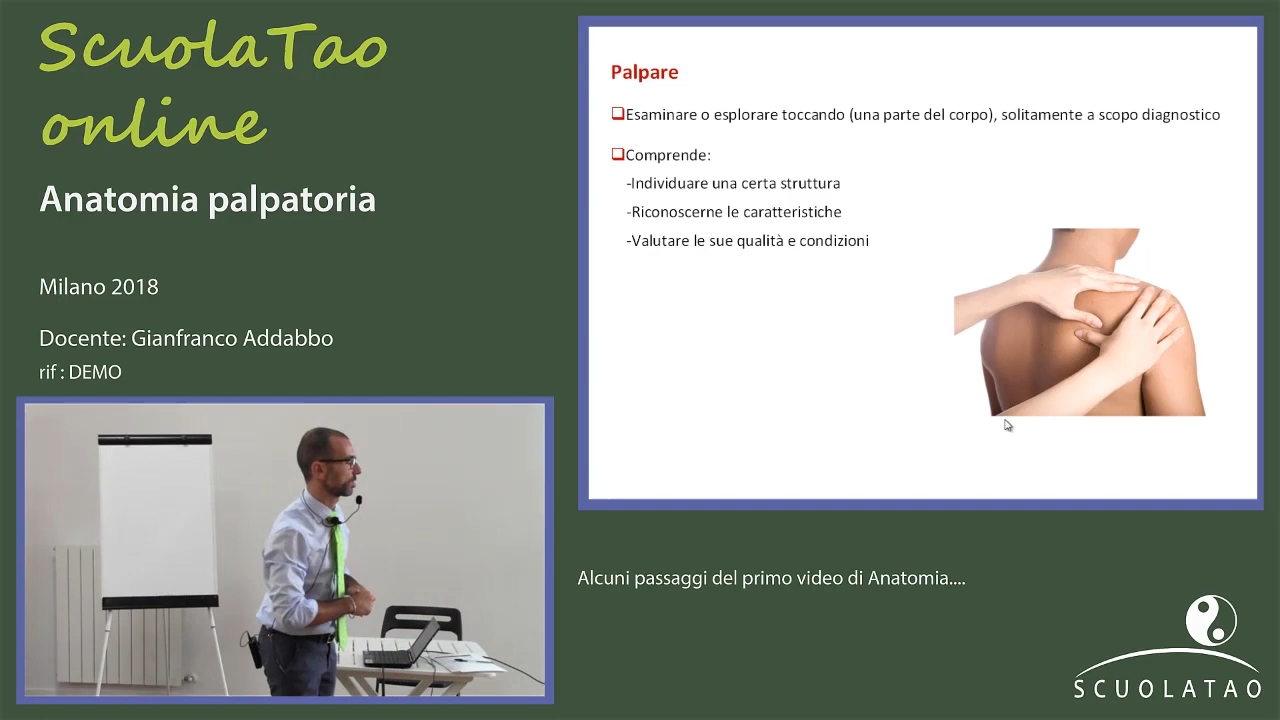 ScuolaTao
online
Anatomia palpatoria
Milano 2018
Docente: Gianfranco Addabbo
rif : DEMO
Palpare
Esaminare o esplorare toccando (una parte del corpo), solitamente a scopo diagnostico
Comprende:
-Individuare una certa struttura
-Riconoscerne le caratteristiche
-Valutare le sue qualità e condizioni
Alcuni passaggi del primo video di Anatomia....
SCUOLATAO